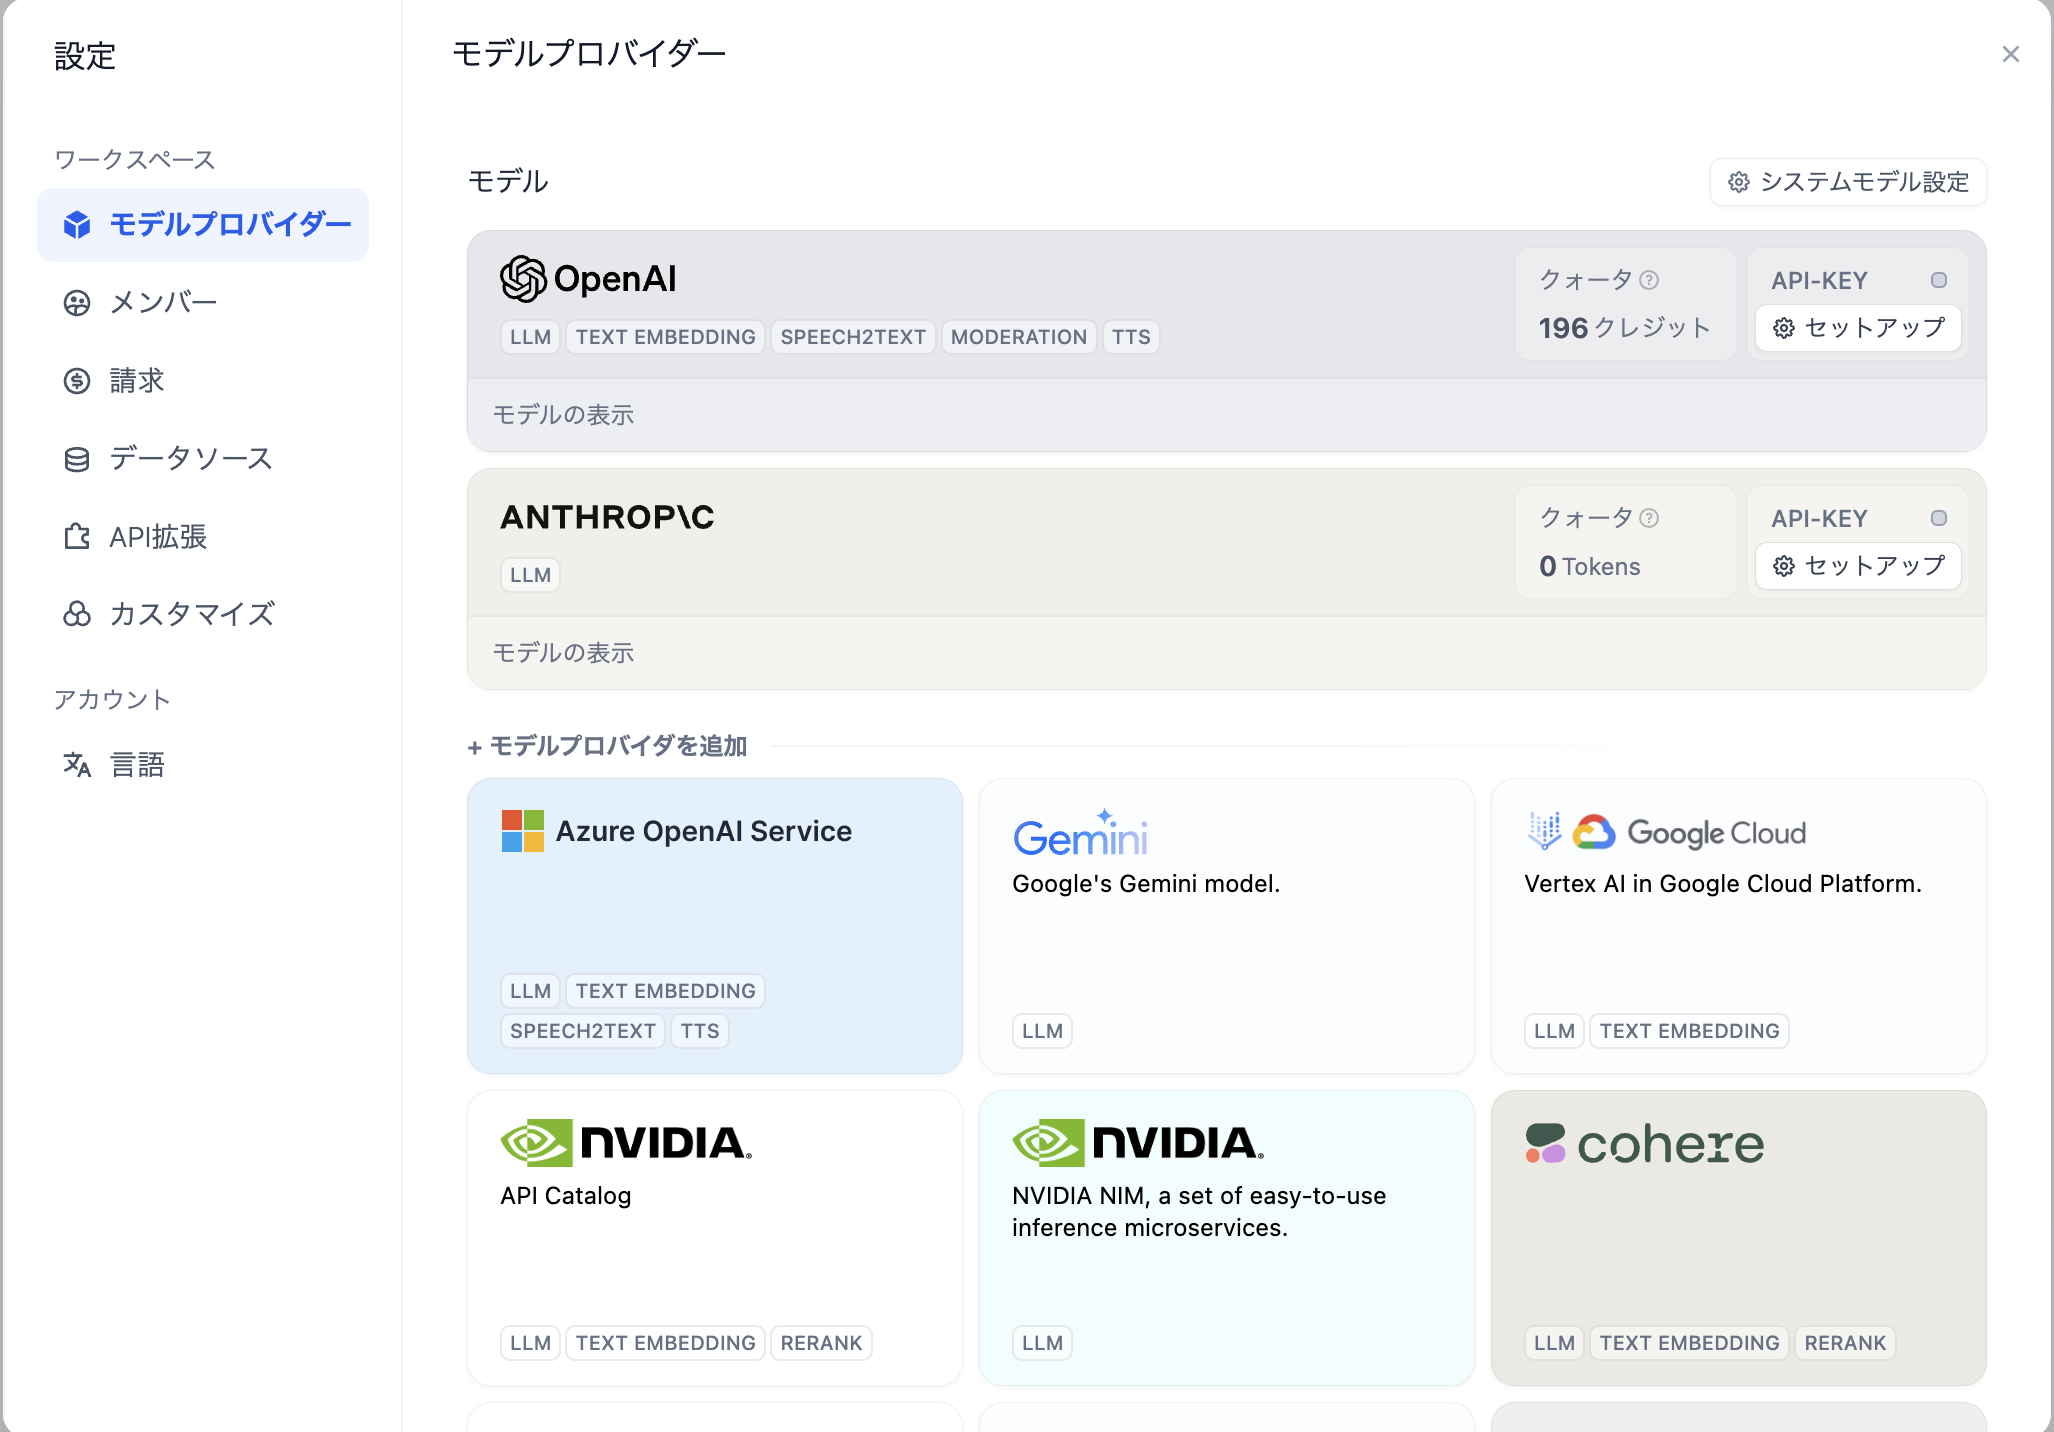 設定
ワークスペース
モデルプロバイダー
メンバー
請求
データソース
API拡張
カスタマイズ
アカウント
言語
モデルプロバイダー
モデル
システムモデル設定
OpenAI
LLM TEXT EMBEDDING SPEECH2TEXT MODERATION TTS
クォータ
196 クレジット
API-KEY
セットアップ
モデルの表示
ANTHROP\C
LLM
クォータ
0 Tokens
API-KEY
セットアップ
モデルの表示
+ モデルプロバイダを追加
Azure OpenAI Service
LLM TEXT EMBEDDING
SPEECH2TEXT TTS
Gemini
Google's Gemini model.
LLM
Google Cloud
Vertex AI in Google Cloud Platform.
LLM TEXT EMBEDDING
NVIDIA.
API Catalog
LLM TEXT EMBEDDING RERANK
NVIDIA.
NVIDIA NIM, a set of easy-to-use
inference microservices.
LLM
cohere
LLM TEXT EMBEDDING RERANK